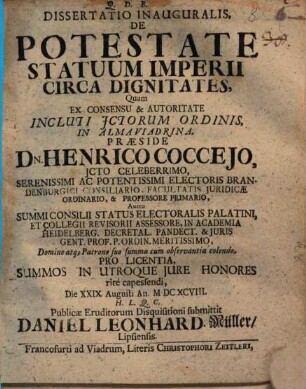 Q. D. B.
DISSERTATIO INAUGURALIS,
DE
POTESTATE
STATUUM IMPERII
CIRCA DIGNITATES,
Quam
EX CONSENSU & AUTORITATE
INCLUTI JCTORUM ORDINIS,
IN ALMA VIADRINA,
PRÆSIDE
DN. HENRICO COCCEJO,
JCTO CELEBERRIMO,
SERENISSIMI AC POTENTISSIMI ELECTORIS BRAN-
DENBURGICI CONSILIARIO, FACULTATIS JURIDICÆ
ORDINARIO, & PROFESSORE PRIMARIO,
SUMMI CONSILII STATUS ELECTORALIS PALATINI,
ET COLLEGII REVISORII ASSESSORE, IN ACADEMIA
HEIDELBERG. DECRETAL. PANDECT. & JURIS
GENT. PROF. P. ORDIN. MERITISSIMO,
Domino atq; Patrono suo summa cum observantia colendo,
PRO LICENTIA,
SUMMOS IN UTROQUE JURE HONORES
rite capessendi,
Die XXIX. Augusti An. M DC XCVIII.
H. L. Q. C.
Publicæ Eruditorum Disquisitioni submittit
DANIEL LEONHARD. Müller/
Lipsiensis.
Francofurti ad Viadrum, Literis CHRISTOPHORI ZEITLERI,